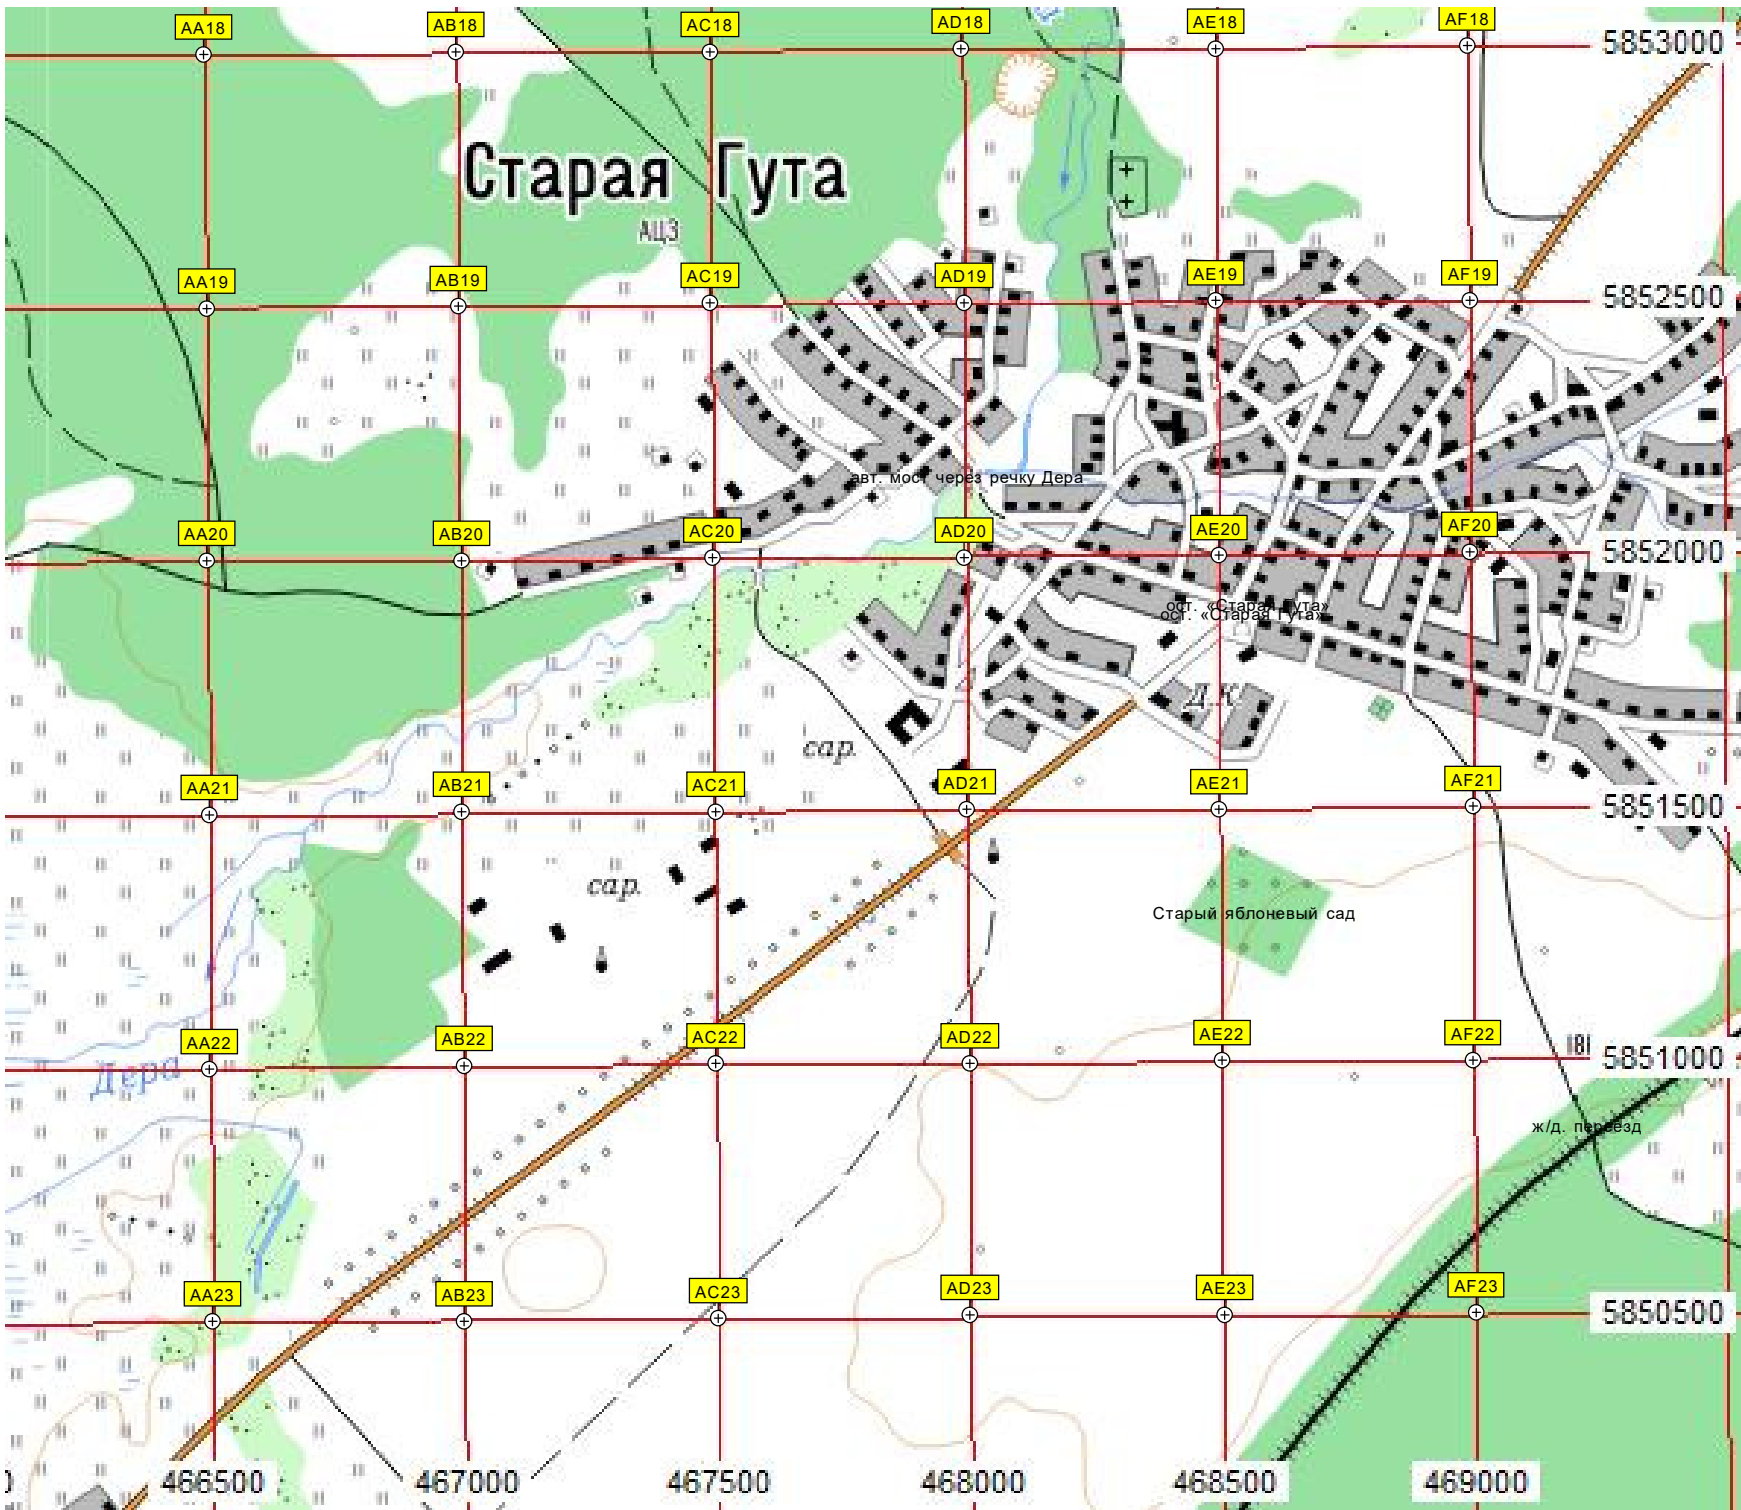 AA18 AB18 AC18 AD18 AE18 AF18
5853000
Старая Гута
АЦЗ
AA19 AB19 AC19 AD19 AE19 AF19
5852500
авт. мост через речку Дера
AA20 AB20 AC20 AD20 AE20 AF20
5852000
ост. «Старая Гута»
ост. «Старая Гута»
Д.К.
сар.
AA21 AB21 AC21 AD21 AE21 AF21
5851500
сар.
Старый яблоневый сад
AA22 AB22 AC22 AD22 AE22 AF22
5851000
Дера
ж/д. переезд
AA23 AB23 AC23 AD23 AE23 AF23
5850500
466500 467000 467500 468000 468500 469000